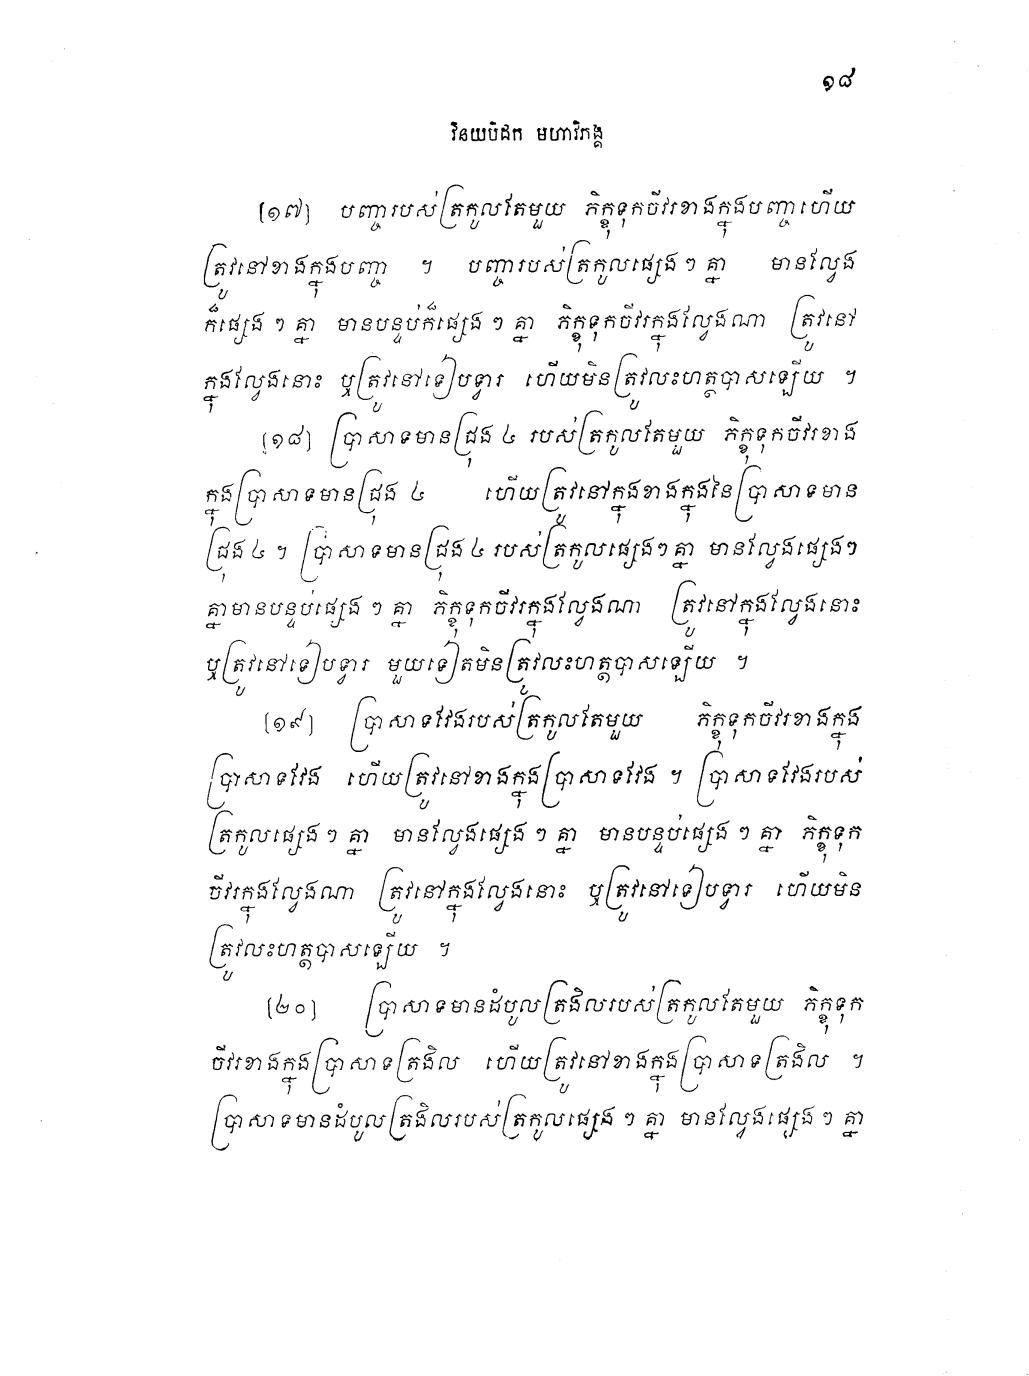 ១៨
វិនយបិដក មហាវិភង្គ
[១៧] បញ្ចារបស់ត្រកូលតែមួយ ភិក្ខុទុកចីវរខាងក្នុងបញ្ចាហើយ
ត្រូវនៅខាងក្នុងបញ្ចា ។ បញ្ចារបស់ត្រកូលផ្សេង ៗ គ្នា មានល្វែង
ក៏ផ្សេង ៗ គ្នា មានបន្ទប់ក៏ផ្សេង ៗ គ្នា ភិក្ខុទុកចីវរក្នុងល្វែងណា ត្រូវនៅ
ក្នុងល្វែងនោះ ឬត្រូវនៅទៀបទ្វារ ហើយមិនត្រូវលះហត្ថបាសឡើយ ។
[១៨] ប្រាសាទមានជ្រុង ៤ របស់ត្រកូលតែមួយ ភិក្ខុទុកចីវរខាង
ក្នុងប្រាសាទមានជ្រុង ៤ ហើយត្រូវនៅក្នុងខាងក្នុងនៃប្រាសាទមាន
ជ្រុង ៤ ។ ប្រាសាទមានជ្រុង ៤ របស់ត្រកូលផ្សេងៗ គ្នា មានល្វែងផ្សេងៗ
គ្នាមានបន្ទប់ផ្សេង ៗ គ្នា ភិក្ខុទុកចីវរក្នុងល្វែងណា ត្រូវនៅក្នុងល្វែងនោះ
ឬត្រូវនៅទៀបទ្វារ មួយទៀតមិនត្រូវលះហត្ថបាសឡើយ ។
[១៩] ប្រាសាទវែងរបស់ត្រកូលតែមួយ ភិក្ខុទុកចីវរខាងក្នុង
ប្រាសាទវែង ហើយត្រូវនៅខាងក្នុងប្រាសាទវែង ។ ប្រាសាទវែងរបស់
ត្រកូលផ្សេង ៗ គ្នា មានល្វែងផ្សេង ៗ គ្នា មានបន្ទប់ផ្សេង ៗ គ្នា ភិក្ខុទុក
ចីវរក្នុងល្វែងណា ត្រូវនៅក្នុងល្វែងនោះ ឬត្រូវនៅទៀបទ្វារ ហើយមិន
ត្រូវលះហត្ថបាសឡើយ ។
[២០] ប្រាសាទមានដំបូលត្រងិលរបស់ត្រកូលតែមួយ ភិក្ខុទុក
ចីវរខាងក្នុងប្រាសាទត្រងិល ហើយត្រូវនៅខាងក្នុងប្រាសាទត្រងិល ។
ប្រាសាទមានដំបូលត្រងិលរបស់ត្រកូលផ្សេង ៗ គ្នា មានល្វែងផ្សេង ៗ គ្នា